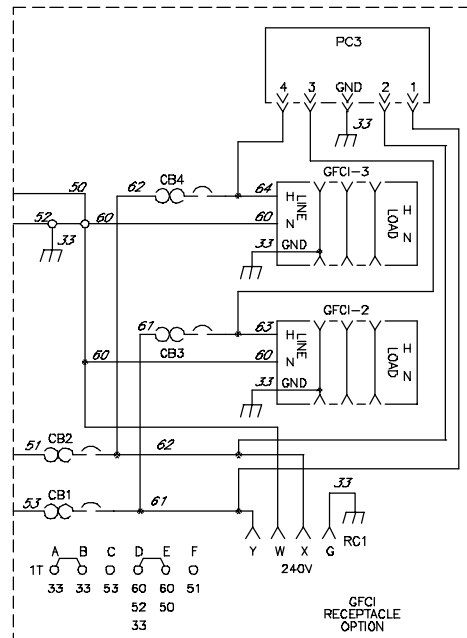 PC3
4 3 GND 2 1
33
GFCI-3
50
62 CB4 64
52 60 60
33
H LINE N
33 GND
LOAD H N
GFCI-2
61 63
CB3
60 60
H LINE N
33 GND
LOAD H N
51 CB2 62
53 CB1 61
33
Y W X G RC1
240V
A B C D E F
1T
33 33 53 60 60 51
52 50
33
GFCI
RECEPTACLE
OPTION